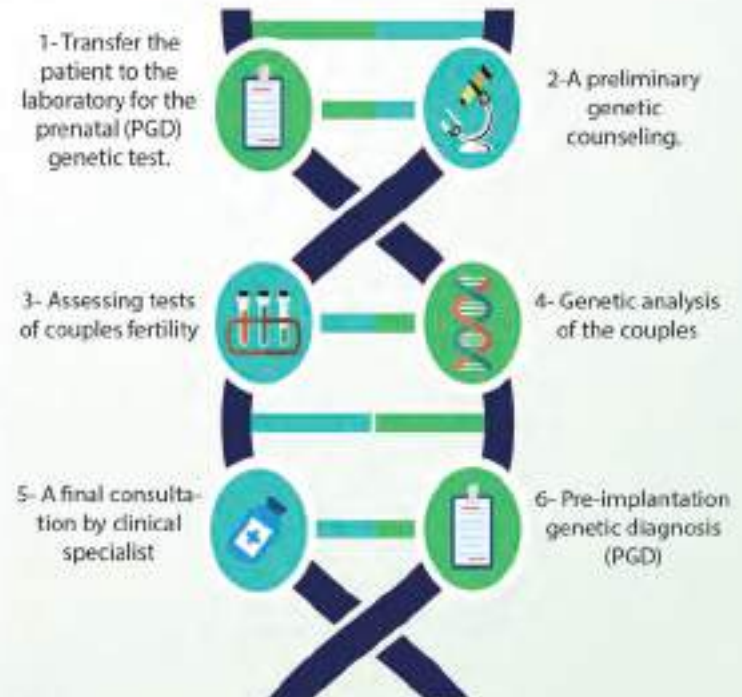 1- Transfer the
patient to the
laboratory for the
prenatal (PGD)
genetic test.
2-A preliminary
genetic
counseling.
3- Assessing tests
of couples fertility
4- Genetic analysis
of the couples
5- A final consulta-
tion by clinical
specialist
6- Pre-implantation
genetic diagnosis
(PGD)